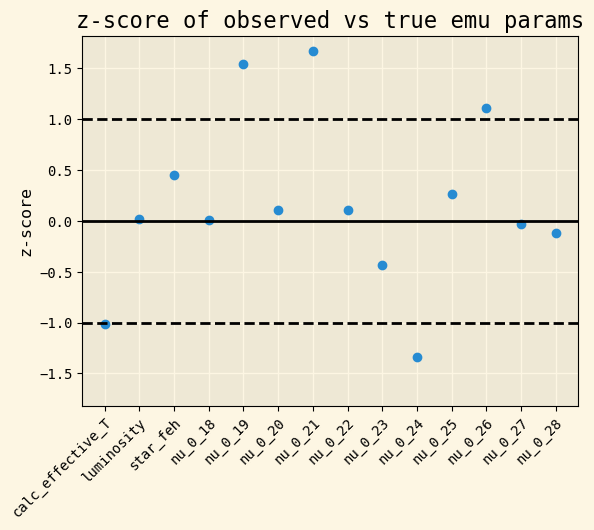 z-score of observed vs true emu params
z-score
1.5
1.0
0.5
0.0
−0.5
−1.0
−1.5
calc_effective_T
luminosity
star_feh
nu_0_18
nu_0_19
nu_0_20
nu_0_21
nu_0_22
nu_0_23
nu_0_24
nu_0_25
nu_0_26
nu_0_27
nu_0_28